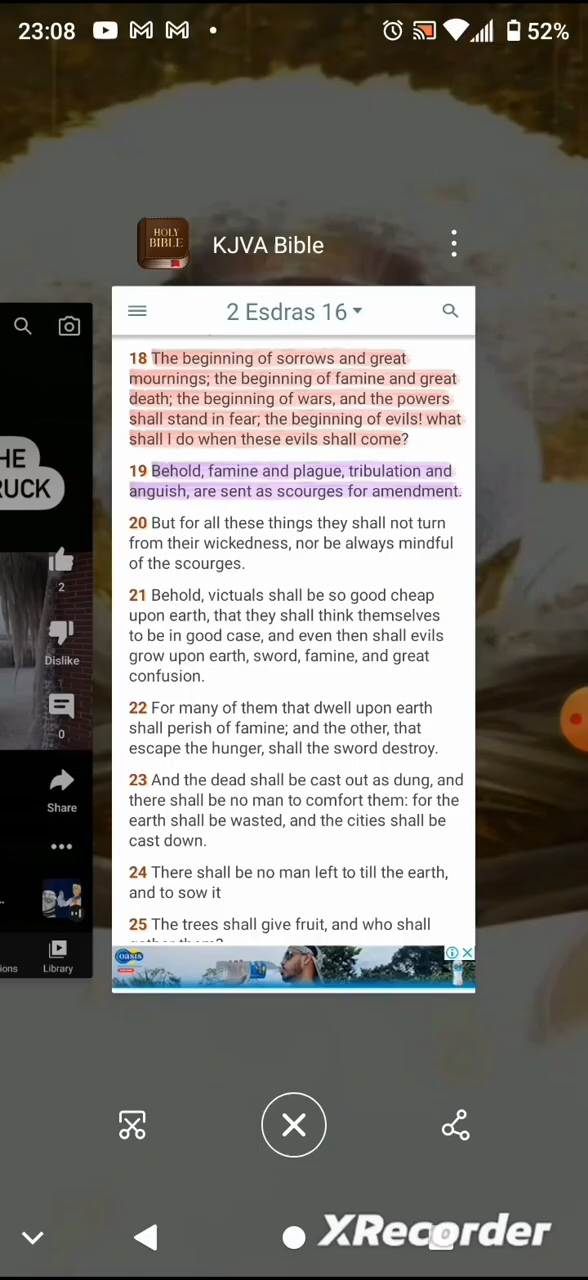 23:08
52%
HOLY
BIBLE
KJVA Bible
2 Esdras 16
18 The beginning of sorrows and great
mournings; the beginning of famine and great
death; the beginning of wars, and the powers
shall stand in fear; the beginning of evils! what
shall I do when these evils shall come?
19 Behold, famine and plague, tribulation and
anguish, are sent as scourges for amendment.
20 But for all these things they shall not turn
from their wickedness, nor be always mindful
of the scourges.
21 Behold, victuals shall be so good cheap
upon earth, that they shall think themselves
to be in good case, and even then shall evils
grow upon earth, sword, famine, and great
confusion.
22 For many of them that dwell upon earth
shall perish of famine; and the other, that
escape the hunger, shall the sword destroy.
23 And the dead shall be cast out as dung, and
there shall be no man to comfort them: for the
earth shall be wasted, and the cities shall be
cast down.
24 There shall be no man left to till the earth,
and to sow it
25 The trees shall give fruit, and who shall
HE
RUCK
2
Dislike
0
Share
ions
Library
oasis
XRecorder